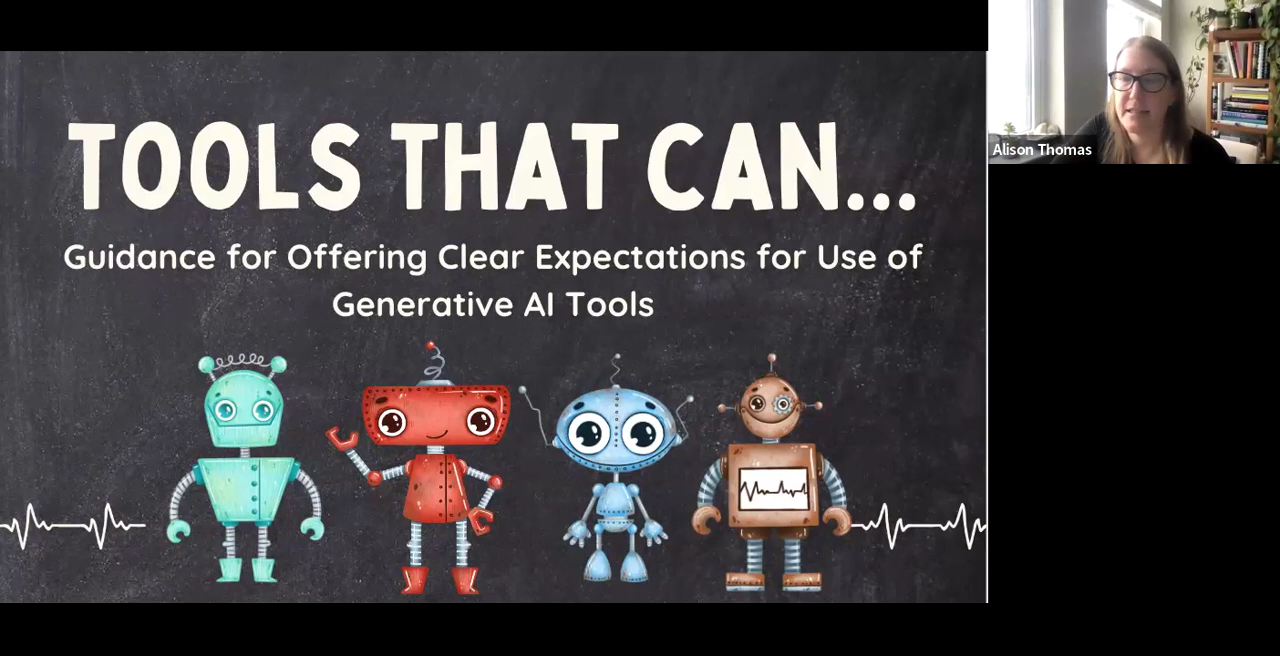 TOOLS THAT CAN...
Guidance for Offering Clear Expectations for Use of
Generative AI Tools
Alison Thomas